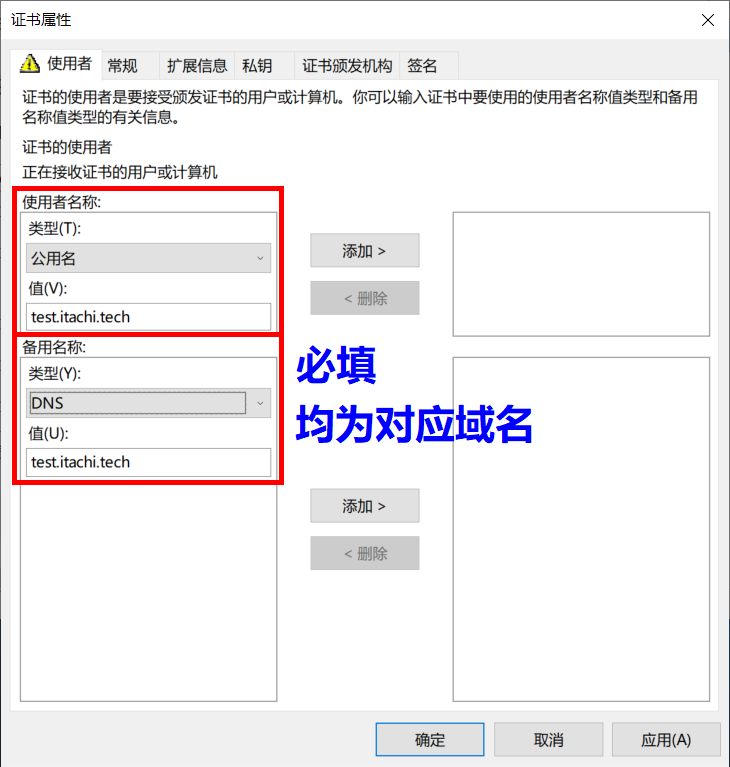 证书属性
使用者 常规 扩展信息 私钥 证书颁发机构 签名
证书的使用者是要接受颁发证书的用户或计算机。你可以输入证书中要使用的使用者名称值类型和备用
名称值类型的有关信息。
证书的使用者
正在接收证书的用户或计算机
使用者名称:
类型(T):
公用名
值(V):
test.itachi.tech
添加 >
< 删除
备用名称:
类型(Y):
DNS
值(U):
test.itachi.tech
必填
均为对应域名
添加 >
< 删除
确定 取消 应用(A)